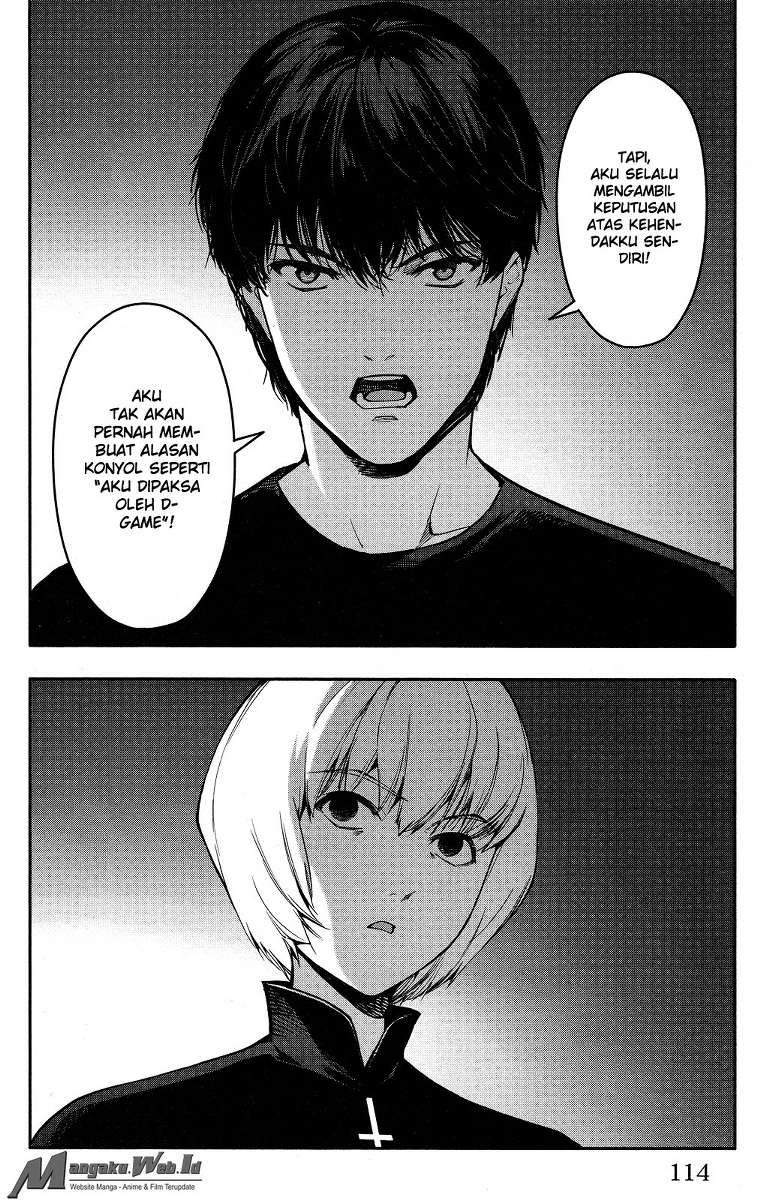 TAPI,
AKU SELALU
MENGAMBIL
KEPUTUSAN
ATAS KEHEN-
DAKKU SEN-
DIRI!
AKU
TAK AKAN
PERNAH MEM-
BUAT ALASAN
KONYOL SEPERTI
"AKU DIPAKSA
OLEH D-
GAME"!
Mangaku.Web.Id
Website Manga - Anime & Film Terupdate
114